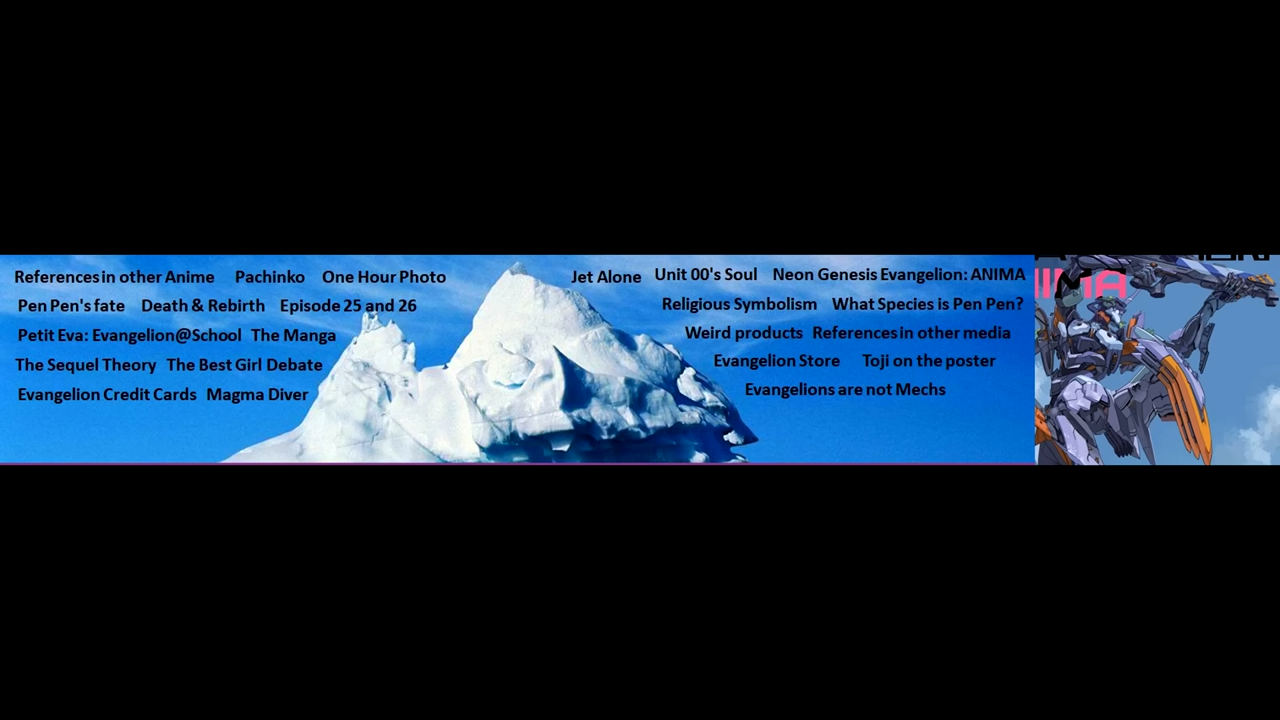 References in other Anime Pachinko One Hour Photo
Pen Pen's fate Death & Rebirth Episode 25 and 26
Petit Eva: Evangelion@School The Manga
The Sequel Theory The Best Girl Debate
Evangelion Credit Cards Magma Diver
Jet Alone Unit 00's Soul Neon Genesis Evangelion: ANIMA
Religious Symbolism What Species is Pen Pen?
Weird products References in other media
Evangelion Store Toji on the poster
Evangelions are not Mechs